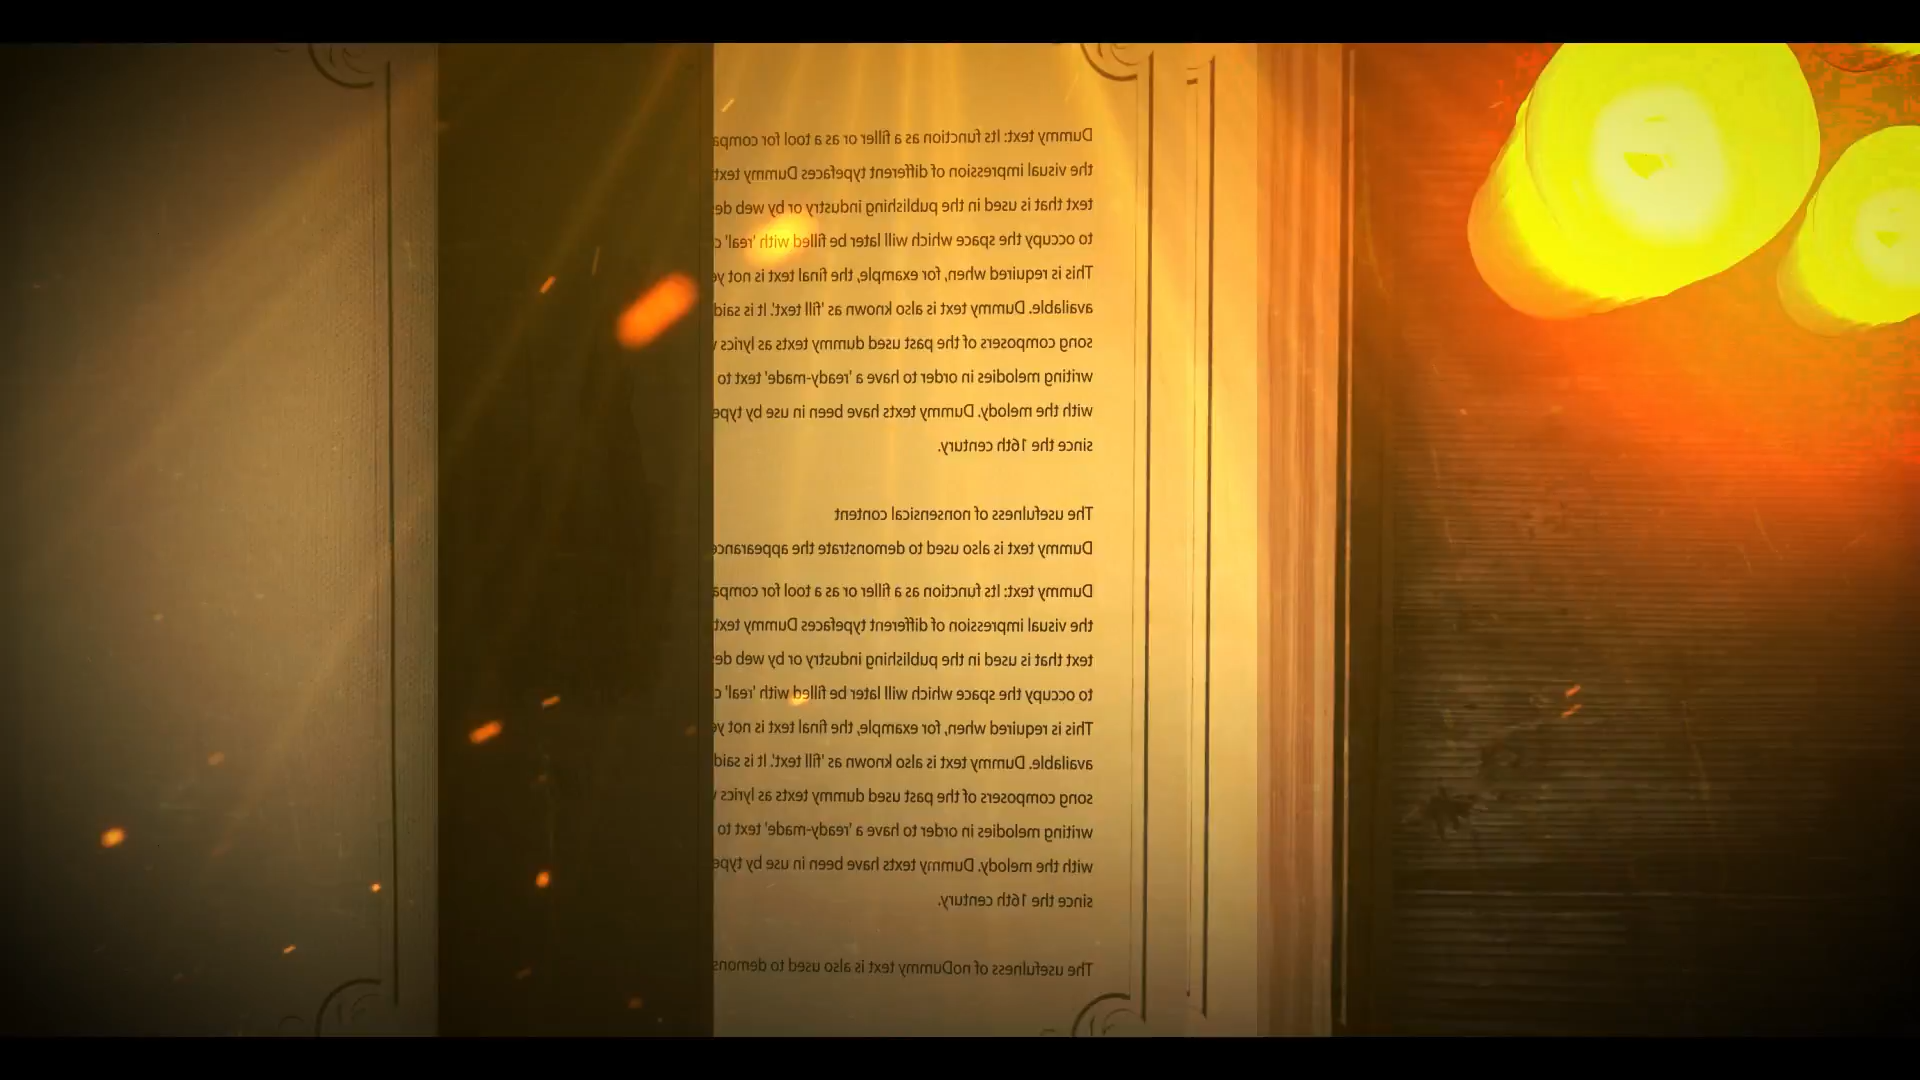 Dummy text: Its function as a filler or as a tool for compa
the visual impression of different typefaces Dummy text
text that is used in the publishing industry or by web de
to occupy the space which will later be filled with 'real' c
This is required when, for example, the final text is not ye
available. Dummy text is also known as 'fill text'. It is said
song composers of the past used dummy texts as lyrics
writing melodies in order to have a 'ready-made' text to
with the melody. Dummy texts have been in use by type
since the 16th century.
The usefulness of nonsensical content
Dummy text is also used to demonstrate the appearanc
Dummy text: Its function as a filler or as a tool for compa
the visual impression of different typefaces Dummy text
text that is used in the publishing industry or by web de
to occupy the space which will later be filled with 'real' c
This is required when, for example, the final text is not ye
available. Dummy text is also known as 'fill text'. It is said
song composers of the past used dummy texts as lyrics
writing melodies in order to have a 'ready-made' text to
with the melody. Dummy texts have been in use by type
since the 16th century.
The usefulness of noDummy text is also used to demons